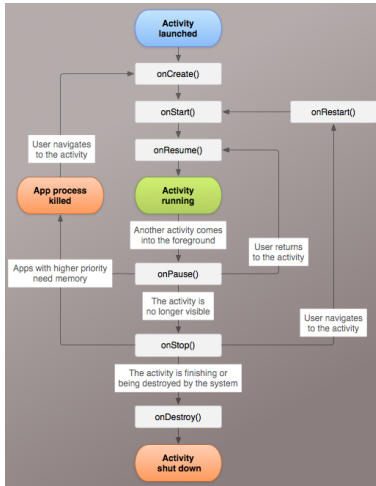 Activity
launched
onCreate()
onStart()
onRestart()
User navigates
to the activity
onResume()
App process
killed
Activity
running
Another activity comes
into the foreground
User returns
to the activity
Apps with higher priority
need memory
onPause()
The activity is
no longer visible
User navigates
to the activity
onStop()
The activity is finishing or
being destroyed by the system
onDestroy()
Activity
shut down